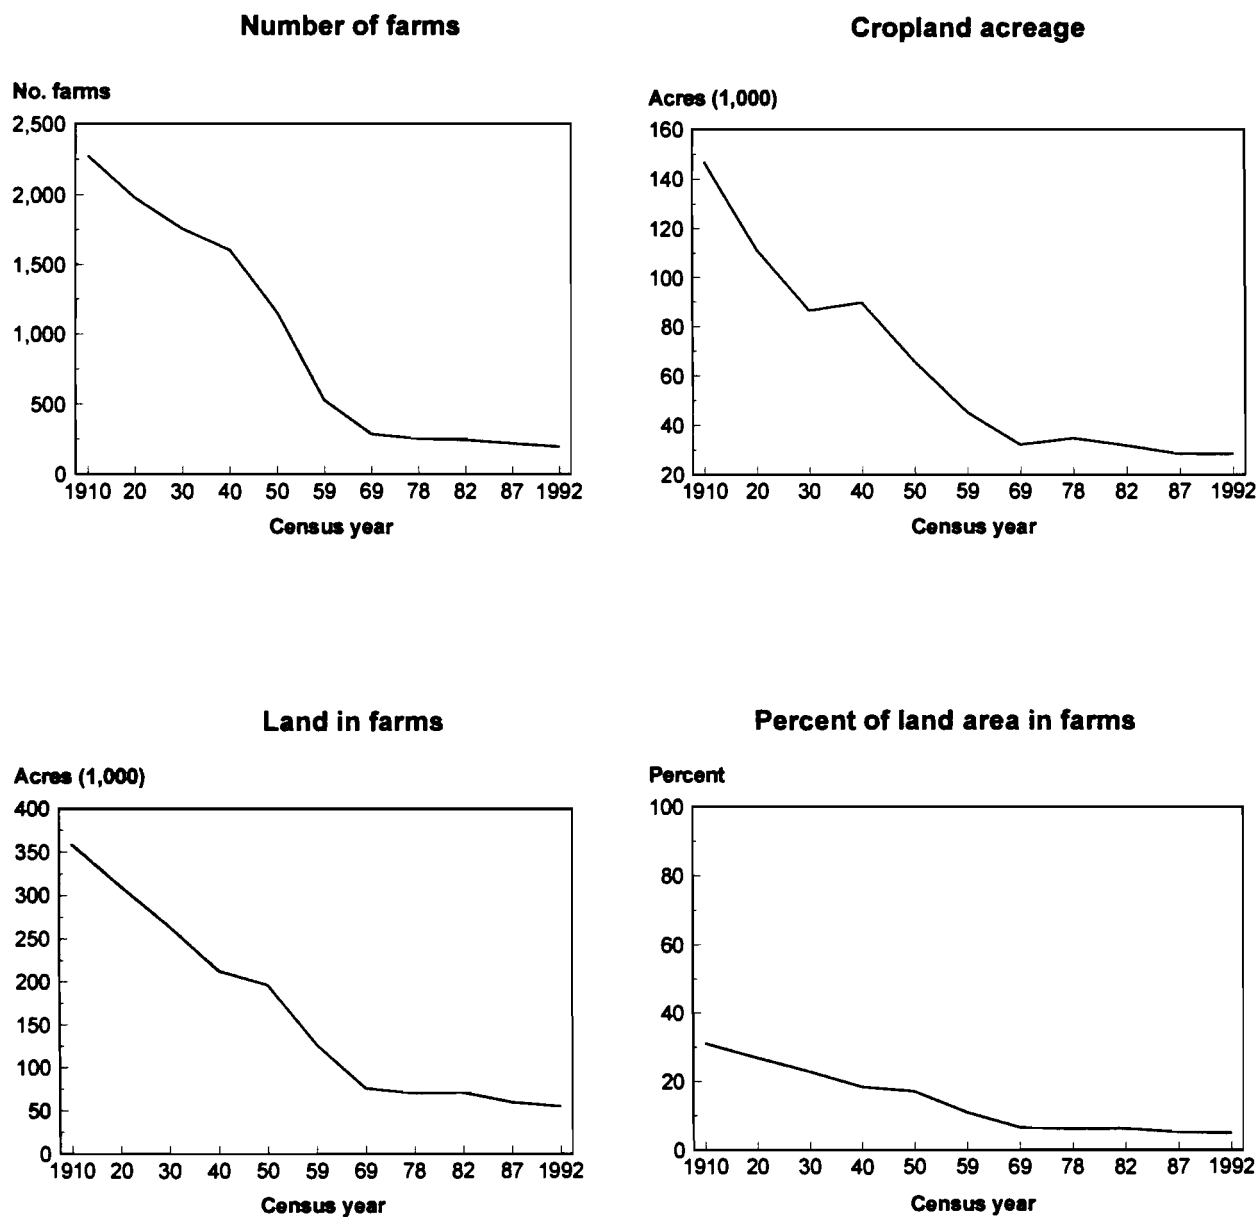 Number of farms
No. farms
2,500
2,000
1,500
1,000
500
0
1910 20 30 40 50 59 69 78 82 87 1992
Census year
Cropland acreage
Acres (1,000)
160
140
120
100
80
60
40
20
1910 20 30 40 50 59 69 78 82 87 1992
Census year
Land in farms
Acres (1,000)
400
350
300
250
200
150
100
50
0
1910 20 30 40 50 59 69 78 82 87 1992
Census year
Percent of land area in farms
Percent
100
80
60
40
20
0
1910 20 30 40 50 59 69 78 82 87 1992
Census year